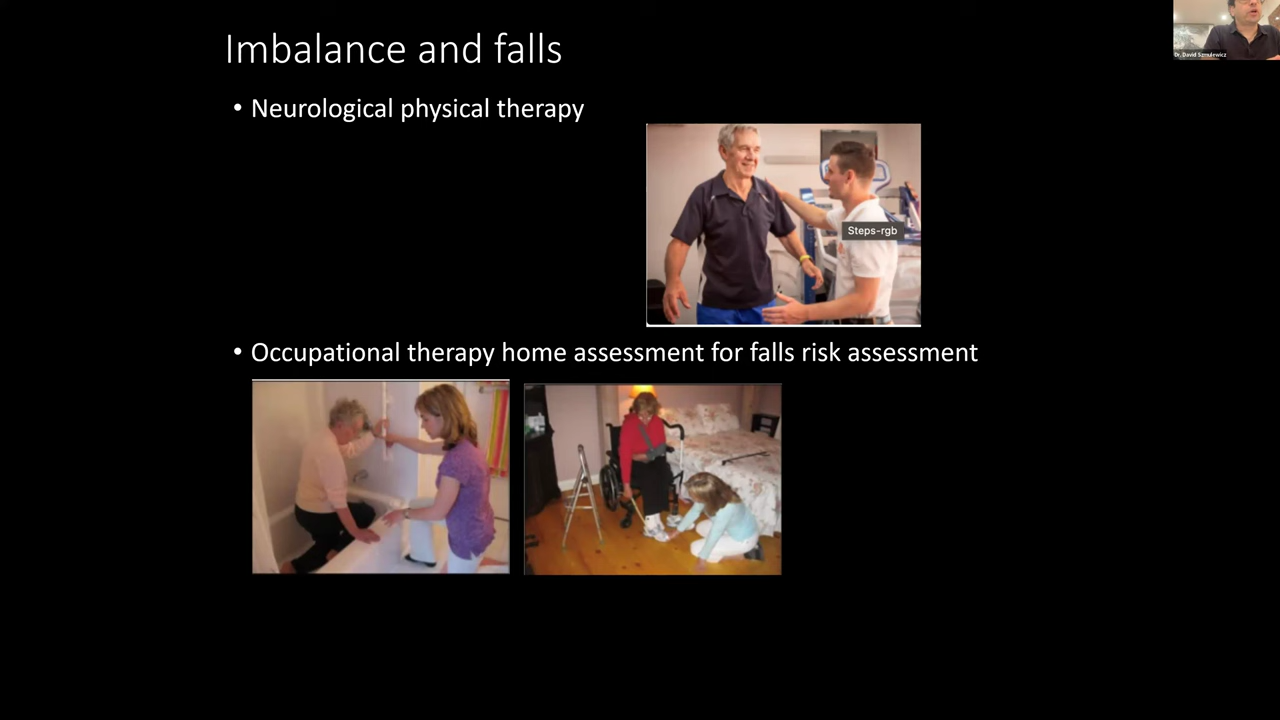 Imbalance and falls
• Neurological physical therapy
Steps-rgb
• Occupational therapy home assessment for falls risk assessment
Dr. David Szmulewicz